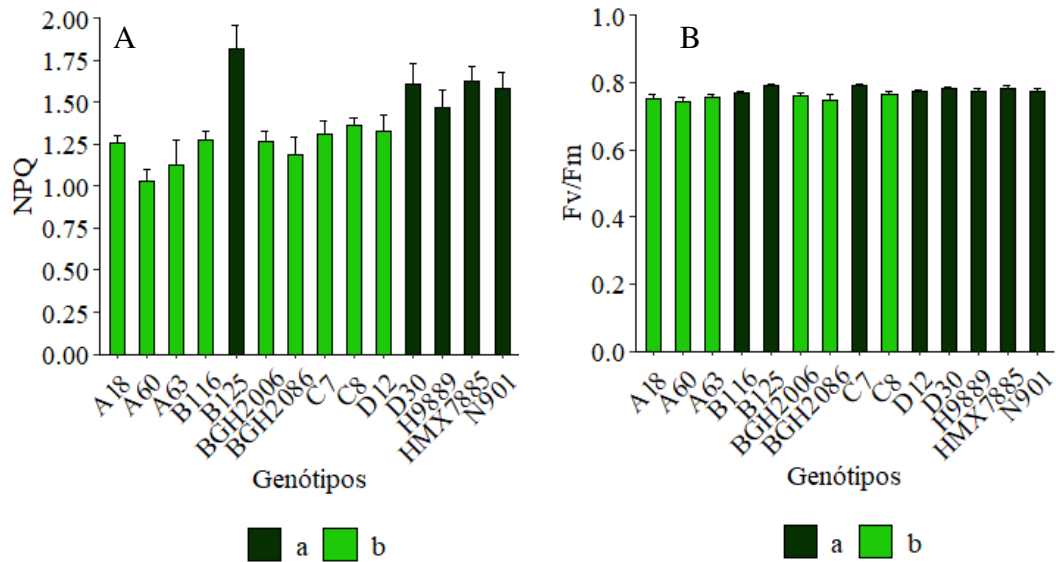 A
NPQ
2.00
1.75
1.50
1.25
1.00
0.75
0.50
0.25
0.00
A18
A60
A63
B116
B125
BGH2006
BGH2086
C7
C8
D12
D30
H9889
HMX7885
N901
Genótipos
a b
B
Fv/Fm
1.0
0.8
0.6
0.4
0.2
0.0
A18
A60
A63
B116
B125
BGH2006
BGH2086
C7
C8
D12
D30
H9889
HMX7885
N901
Genótipos
a b